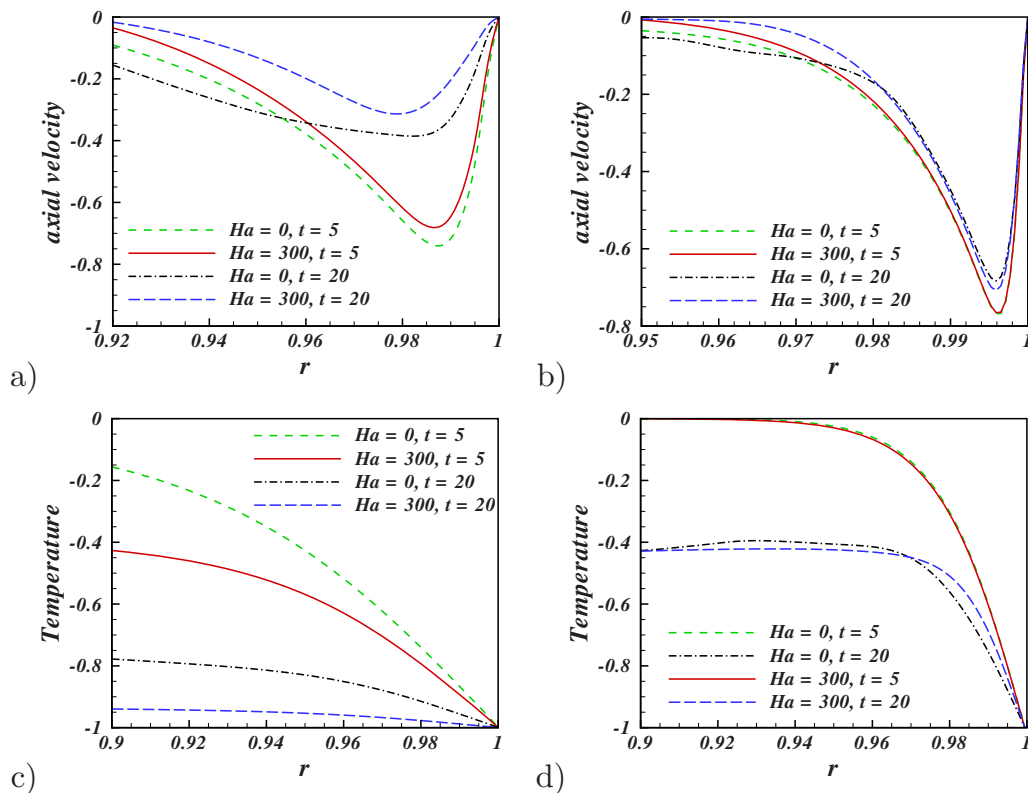 0
-0.2
-0.4
-0.6
-0.8
-1
0.92
0.94
0.96
0.98
1
axial velocity
r
Ha = 0, t = 5
Ha = 300, t = 5
Ha = 0, t = 20
Ha = 300, t = 20
a)
0
-0.2
-0.4
-0.6
-0.8
0.95
0.96
0.97
0.98
0.99
1
axial velocity
r
Ha = 0, t = 5
Ha = 300, t = 5
Ha = 0, t = 20
Ha = 300, t = 20
b)
0
-0.2
-0.4
-0.6
-0.8
-1
0.9
0.92
0.94
0.96
0.98
1
Temperature
r
Ha = 0, t = 5
Ha = 300, t = 5
Ha = 0, t = 20
Ha = 300, t = 20
c)
0
-0.2
-0.4
-0.6
-0.8
-1
0.9
0.92
0.94
0.96
0.98
1
Temperature
r
Ha = 0, t = 5
Ha = 0, t = 20
Ha = 300, t = 5
Ha = 300, t = 20
d)